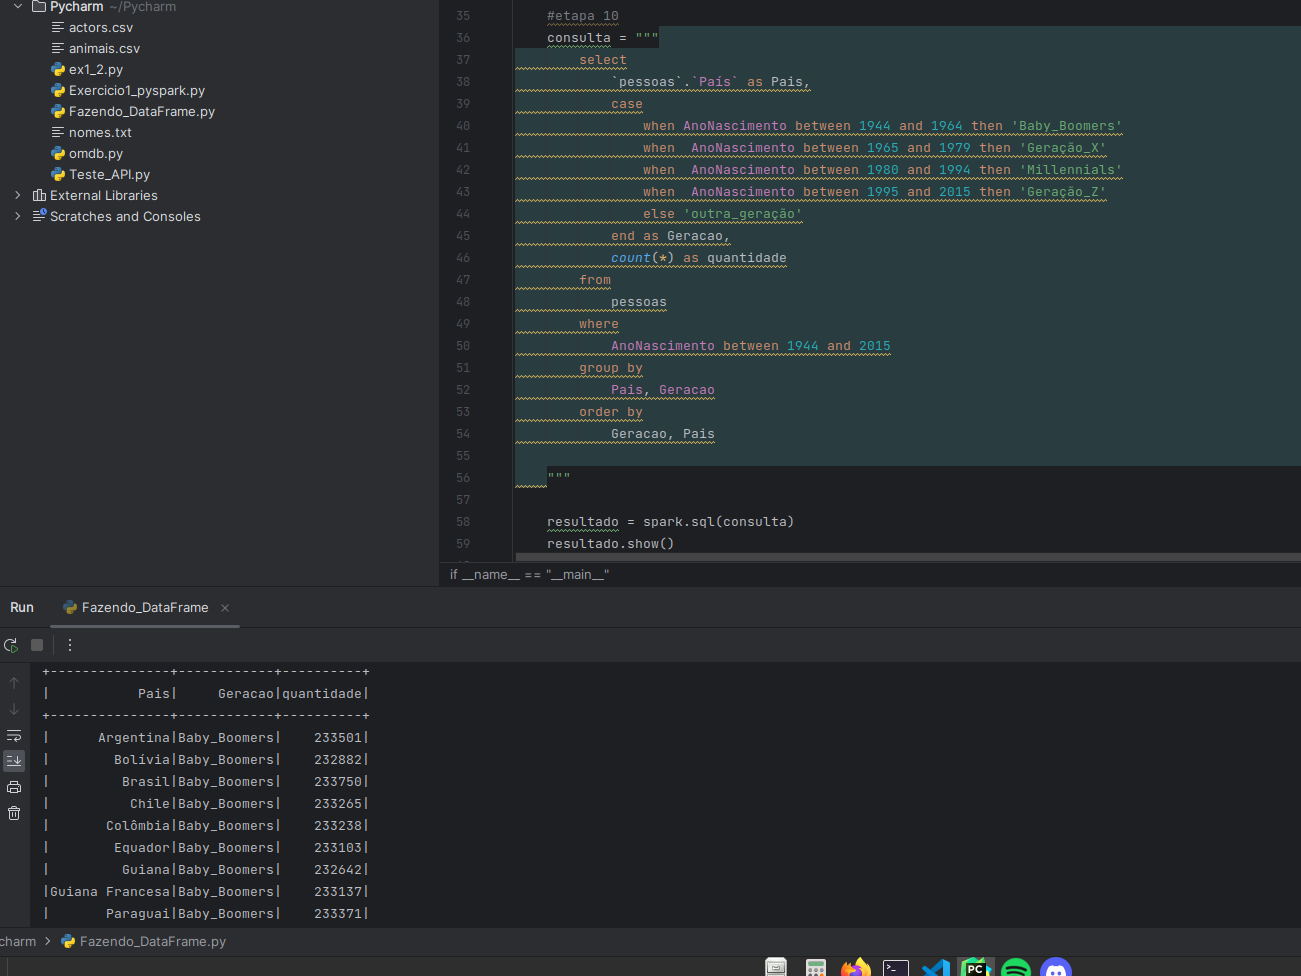 Pycharm ~/Pycharm
actors.csv
animais.csv
ex1_2.py
Exercicio1_pyspark.py
Fazendo_DataFrame.py
nomes.txt
omdb.py
Teste_API.py
External Libraries
Scratches and Consoles
35 #etapa 10
36 consulta = """
37 select
38 `pessoas`.`País` as Pais,
39 case
40 when AnoNascimento between 1944 and 1964 then 'Baby_Boomers'
41 when  AnoNascimento between 1965 and 1979 then 'Geração_X'
42 when  AnoNascimento between 1980 and 1994 then 'Millennials'
43 when  AnoNascimento between 1995 and 2015 then 'Geração_Z'
44 else 'outra_geração'
45 end as Geracao,
46 count(*) as quantidade
47 from
48 pessoas
49 where
50 AnoNascimento between 1944 and 2015
51 group by
52 Pais, Geracao
53 order by
54 Geracao, Pais
55
56 """
57
58 resultado = spark.sql(consulta)
59 resultado.show()
if __name__ == "__main__"
Run Fazendo_DataFrame
+---------------+------------+----------+
|           Pais|     Geracao|quantidade|
+---------------+------------+----------+
|      Argentina|Baby_Boomers|    233501|
|        Bolívia|Baby_Boomers|    232882|
|         Brasil|Baby_Boomers|    233750|
|          Chile|Baby_Boomers|    233265|
|       Colômbia|Baby_Boomers|    233238|
|        Equador|Baby_Boomers|    233103|
|         Guiana|Baby_Boomers|    232642|
|Guiana Francesa|Baby_Boomers|    233137|
|       Paraguai|Baby_Boomers|    233371|
charm > Fazendo_DataFrame.py
PC